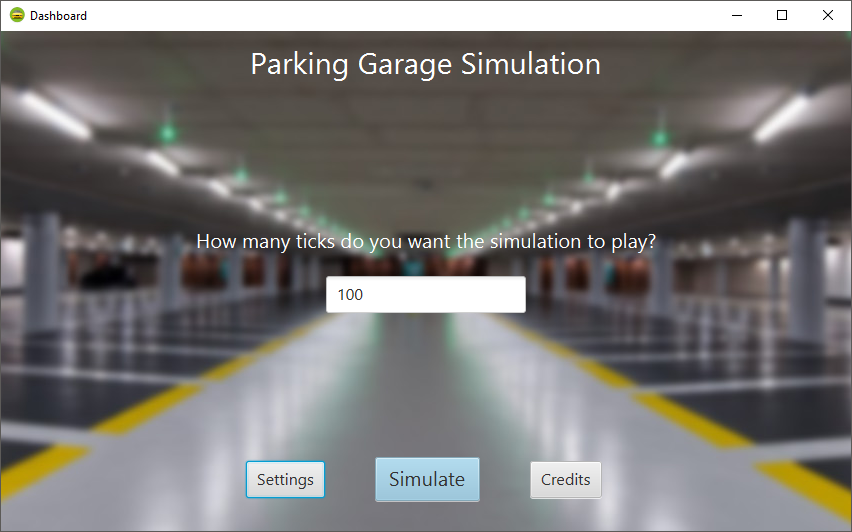 Dashboard
Parking Garage Simulation
How many ticks do you want the simulation to play?
100
Settings
Simulate
Credits